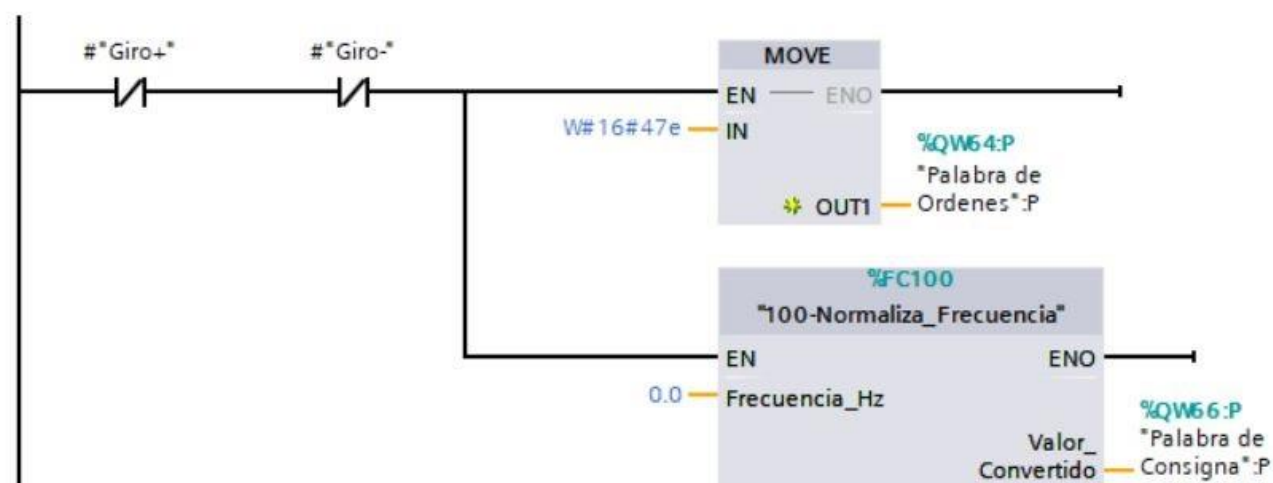 #"Giro+"
#"Giro-"
MOVE
EN ENO
W#16#47e IN
%QW64:P
"Palabra de
OUT1 Ordenes":P
%FC100
"100-Normaliza_Frecuencia"
EN ENO
0.0 Frecuencia_Hz
%QW66:P
Valor_ "Palabra de
Convertido Consigna":P